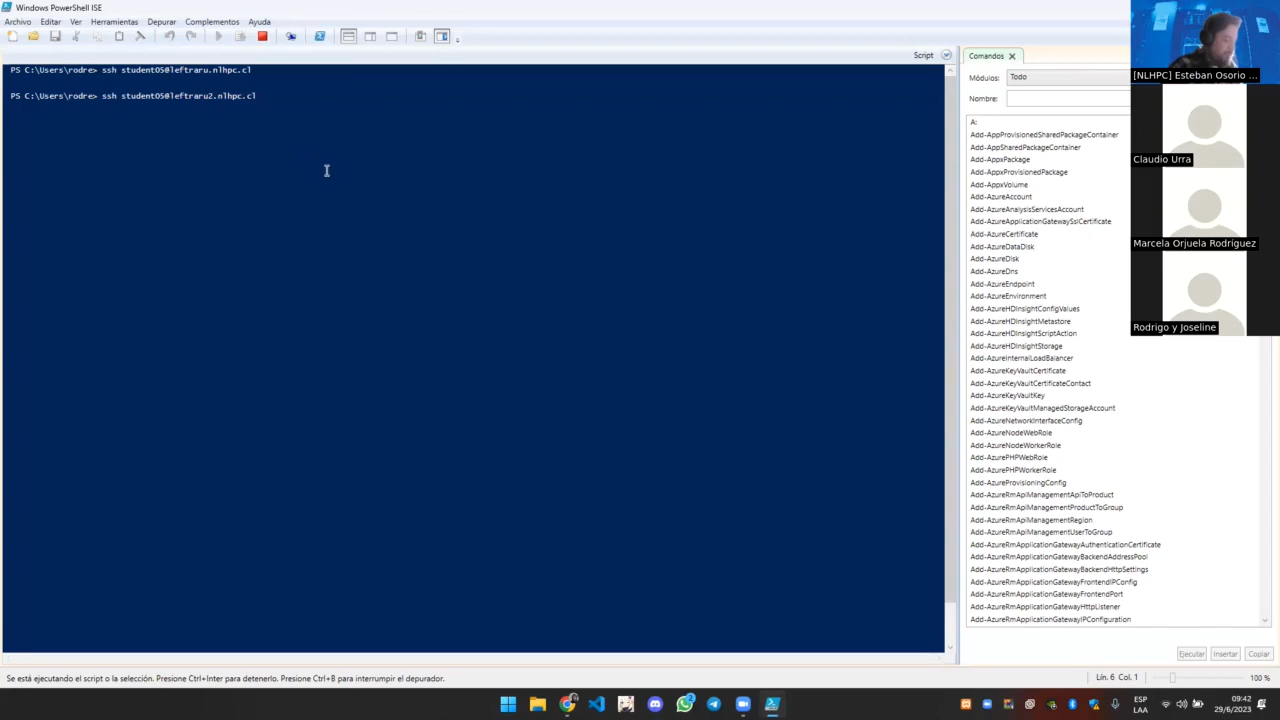 Windows PowerShell ISE
Archivo Editar Ver Herramientas Depurar Complementos Ayuda
Script
PS C:\Users\rodre> ssh student05@leftraru.nlhpc.cl
PS C:\Users\rodre> ssh student05@leftraru2.nlhpc.cl
Comandos
Módulos: Todo
Nombre:
A:
Add-AppProvisionedSharedPackageContainer
Add-AppSharedPackageContainer
Add-AppxPackage
Add-AppxProvisionedPackage
Add-AppxVolume
Add-AzureAccount
Add-AzureAnalysisServicesAccount
Add-AzureApplicationGatewaySslCertificate
Add-AzureCertificate
Add-AzureDataDisk
Add-AzureDisk
Add-AzureDns
Add-AzureEndpoint
Add-AzureEnvironment
Add-AzureHDInsightConfigValues
Add-AzureHDInsightMetastore
Add-AzureHDInsightScriptAction
Add-AzureHDInsightStorage
Add-AzureInternalLoadBalancer
Add-AzureKeyVaultCertificate
Add-AzureKeyVaultCertificateContact
Add-AzureKeyVaultKey
Add-AzureKeyVaultManagedStorageAccount
Add-AzureNetworkInterfaceConfig
Add-AzureNodeWebRole
Add-AzureNodeWorkerRole
Add-AzurePHPWebRole
Add-AzurePHPWorkerRole
Add-AzureProvisioningConfig
Add-AzureRmApiManagementApiToProduct
Add-AzureRmApiManagementProductToGroup
Add-AzureRmApiManagementRegion
Add-AzureRmApiManagementUserToGroup
Add-AzureRmApplicationGatewayAuthenticationCertificate
Add-AzureRmApplicationGatewayBackendAddressPool
Add-AzureRmApplicationGatewayBackendHttpSettings
Add-AzureRmApplicationGatewayFrontendIPConfig
Add-AzureRmApplicationGatewayFrontendPort
Add-AzureRmApplicationGatewayHttpListener
Add-AzureRmApplicationGatewayIPConfiguration
Ejecutar Insertar Copiar
[NLHPC] Esteban Osorio ...
Claudio Urra
Marcela Orjuela Rodríguez
Rodrigo y Joseline
Se está ejecutando el script o la selección. Presione Ctrl+Inter para detenerlo. Presione Ctrl+B para interrumpir el depurador.
Lín. 6 Col. 1
100 %
2
ESP
LAA
09:42
29/6/2023